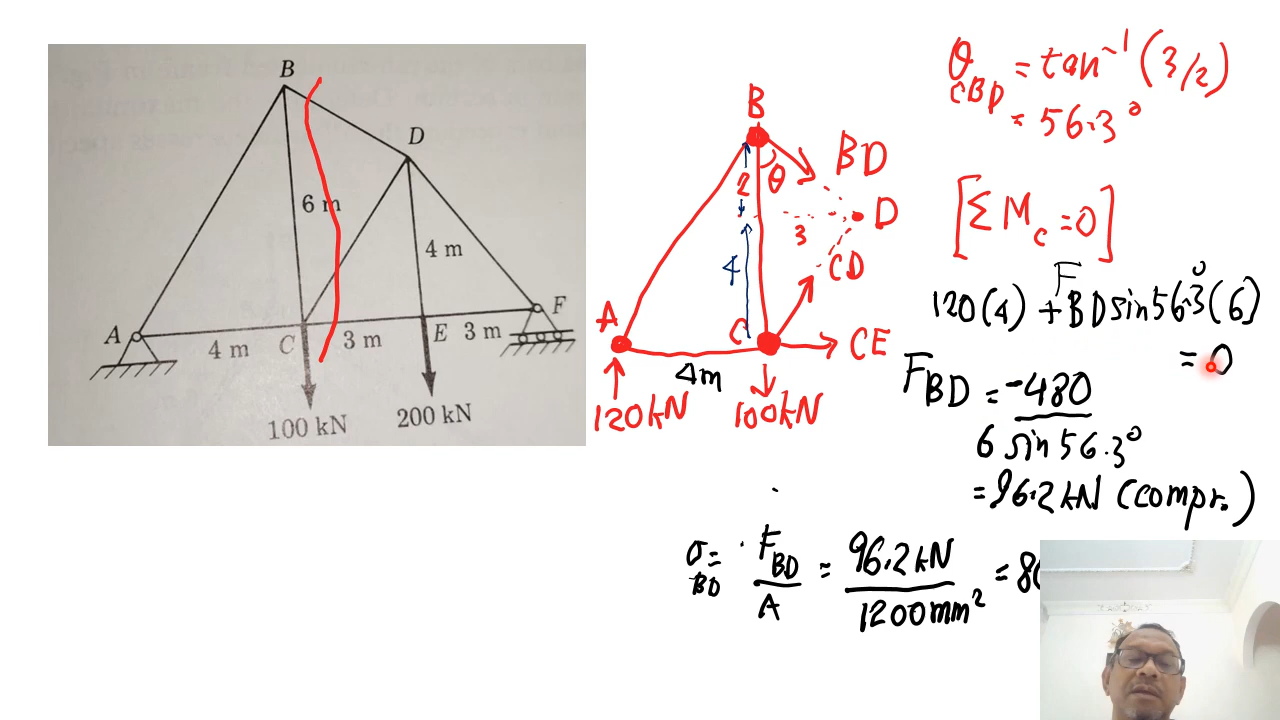 B
D
6 m
4 m
A
F
4 m
C
3 m
E
3 m
100 kN
200 kN
B
2
θ
BD
3
D
4
CD
A
C
CE
4m
120kN
100kN
θCBD = tan⁻¹(3/2)
= 56.3°
[ΣMc = 0]
120(4) + FBD sin56.3°(6)
= 0
FBD = -480
6 sin 56.3°
= 96.2 kN (compr.)
σBD = FBD/A = 96.2 kN/1200mm² = 80